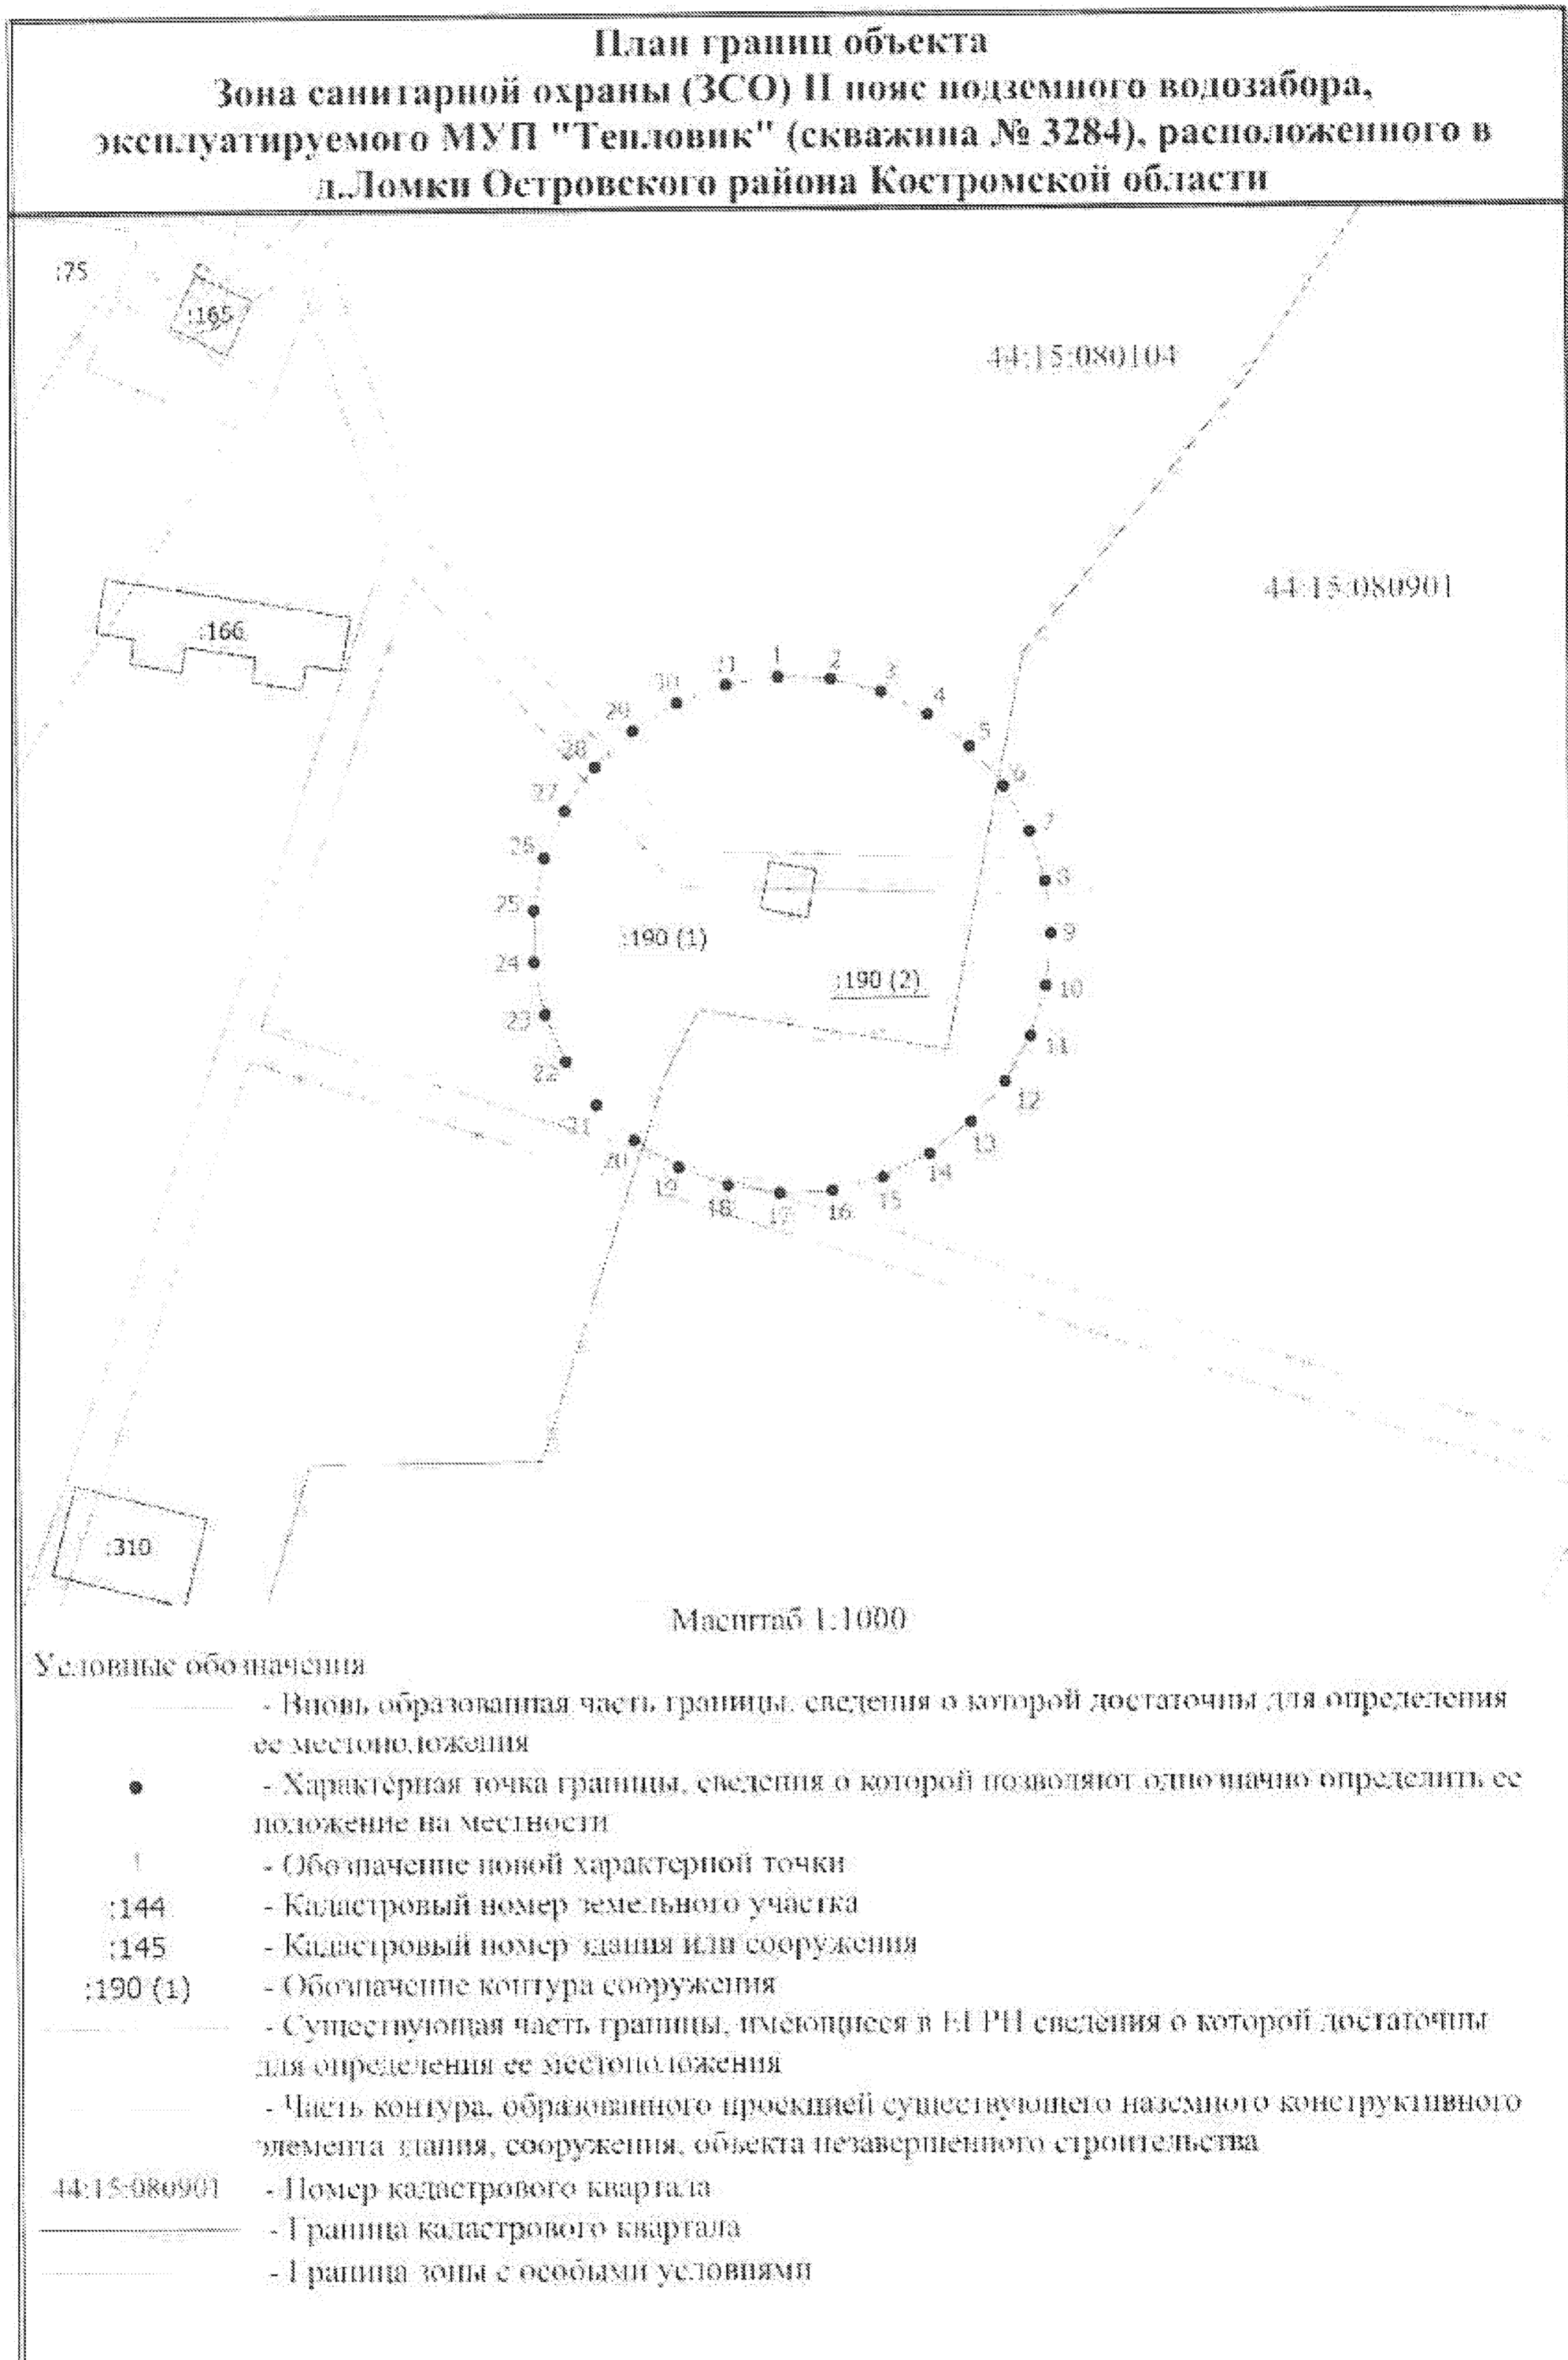 План границ объекта
Зона санитарной охраны (ЗСО) II пояс подземного водозабора,
эксплуатируемого МУП "Тепловик" (скважина № 3284), расположенного в
д.Ломки Островского района Костромской области
:75
:165
44:15:080104
44:15:080901
:166
1
2
3
4
5
6
7
8
9
10
11
12
13
14
15
16
17
18
19
20
21
22
23
24
25
26
27
28
29
30
31
:190 (1)
:190 (2)
:310
Масштаб 1:1000
Условные обозначения
- Вновь образованная часть границы, сведения о которой достаточны для определения
ее местоположения
- Характерная точка границы, сведения о которой позволяют однозначно определить ее
положение на местности
1 - Обозначение новой характерной точки
:144 - Кадастровый номер земельного участка
:145 - Кадастровый номер здания или сооружения
:190 (1) - Обозначение контура сооружения
- Существующая часть границы, имеющиеся в ЕГРН сведения о которой достаточны
для определения ее местоположения
- Часть контура, образованного проекцией существующего наземного конструктивного
элемента здания, сооружения, объекта незавершенного строительства
44:15:080901 - Номер кадастрового квартала
- Граница кадастрового квартала
- Граница зоны с особыми условиями